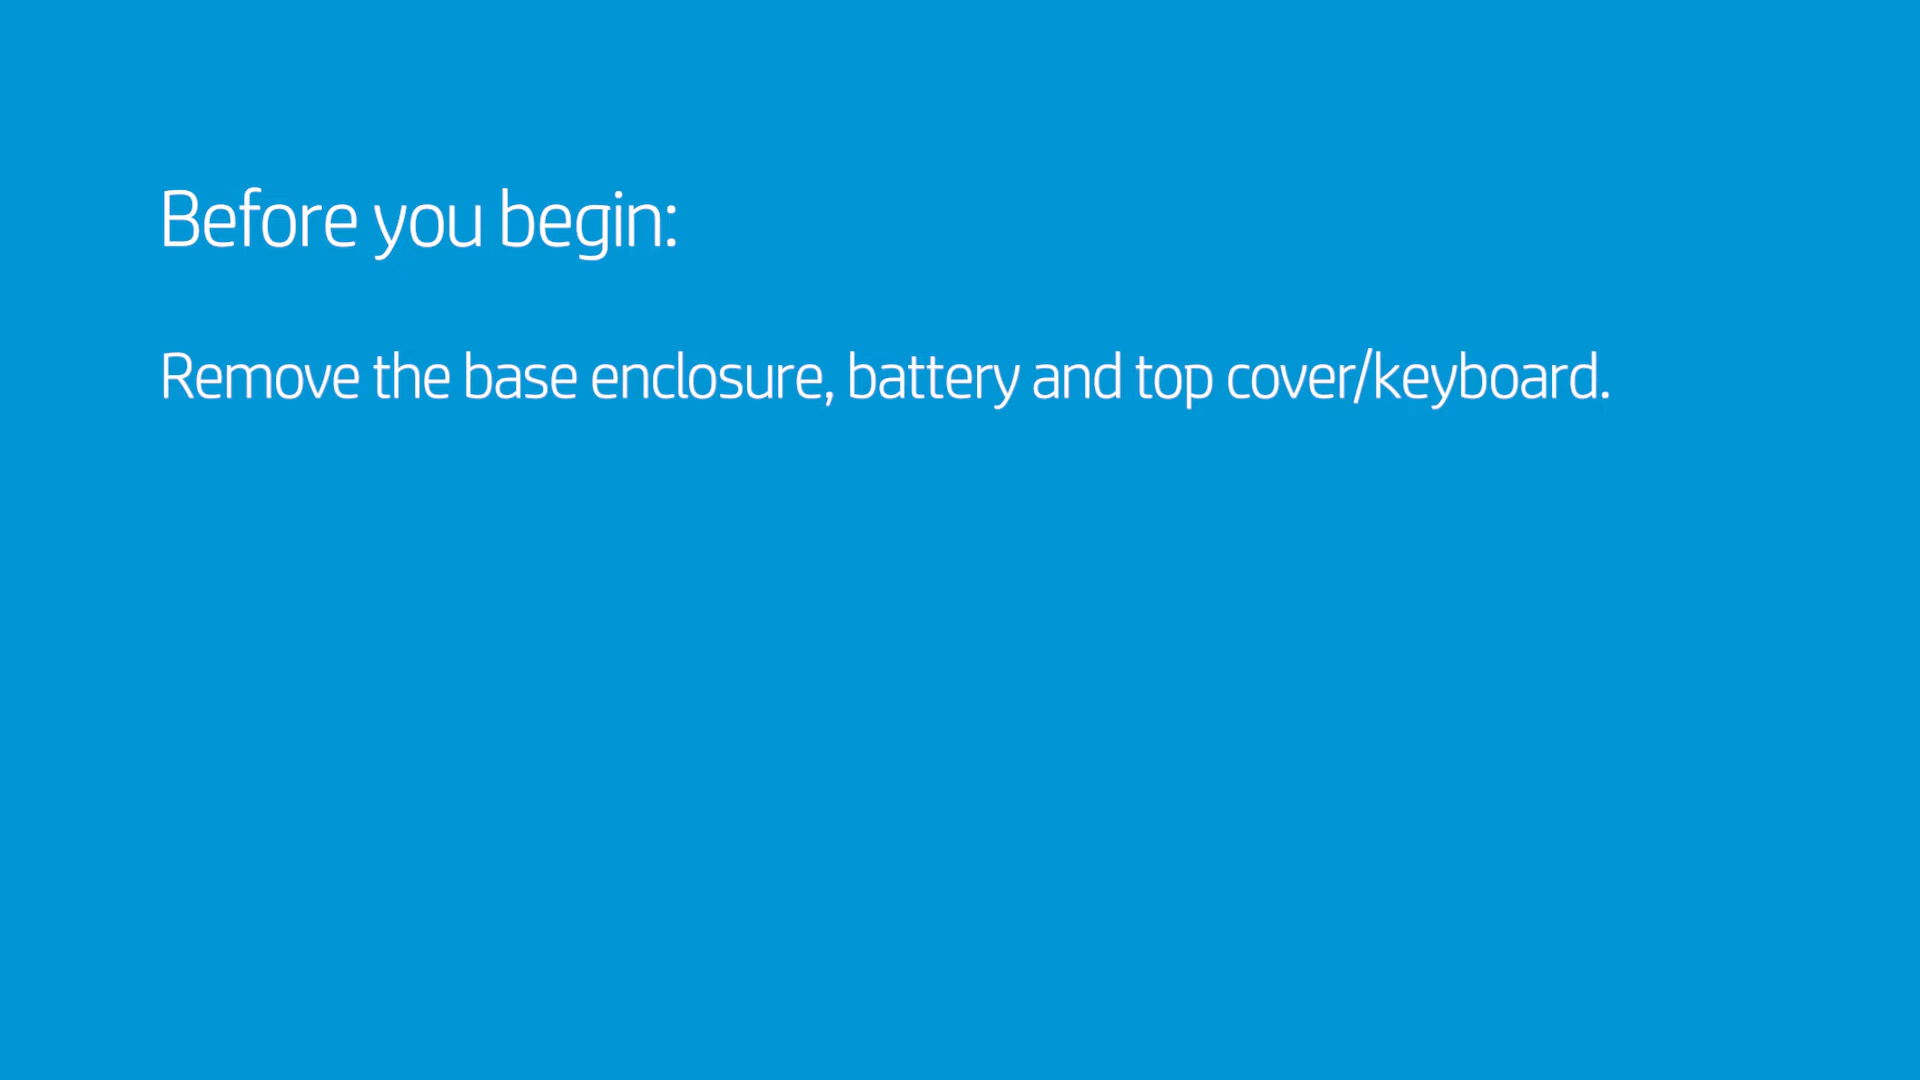 Before you begin:
Remove the base enclosure, battery and top cover/keyboard.